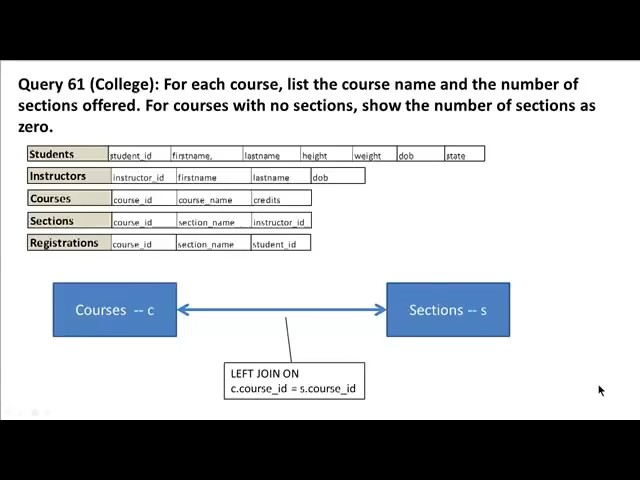 Query 61 (College): For each course, list the course name and the number of
sections offered. For courses with no sections, show the number of sections as
zero.
Students student_id firstname, lastname height weight dob state
Instructors instructor_id firstname lastname dob
Courses course_id course_name credits
Sections course_id section_name instructor_id
Registrations course_id section_name student_id
Courses -- c Sections -- s
LEFT JOIN ON
c.course_id = s.course_id